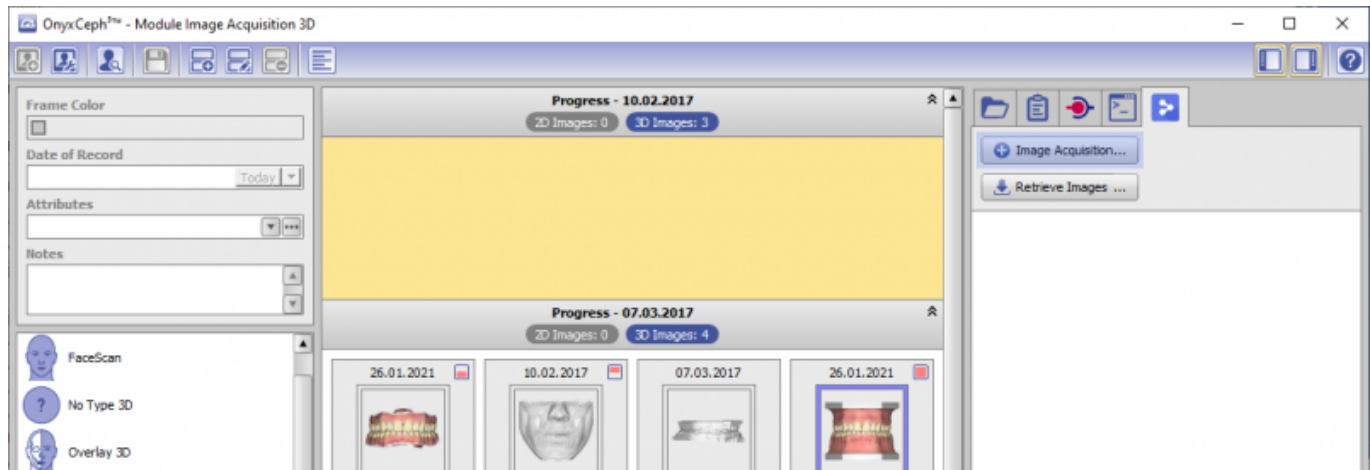 OnyxCeph³™ - Module Image Acquisition 3D
Frame Color
Date of Record
Today
Attributes
Notes
FaceScan
? No Type 3D
Overlay 3D
Progress - 10.02.2017
2D Images: 0 3D Images: 3
Progress - 07.03.2017
2D Images: 0 3D Images: 4
26.01.2021 10.02.2017 07.03.2017 26.01.2021
Image Acquisition...
Retrieve Images ...